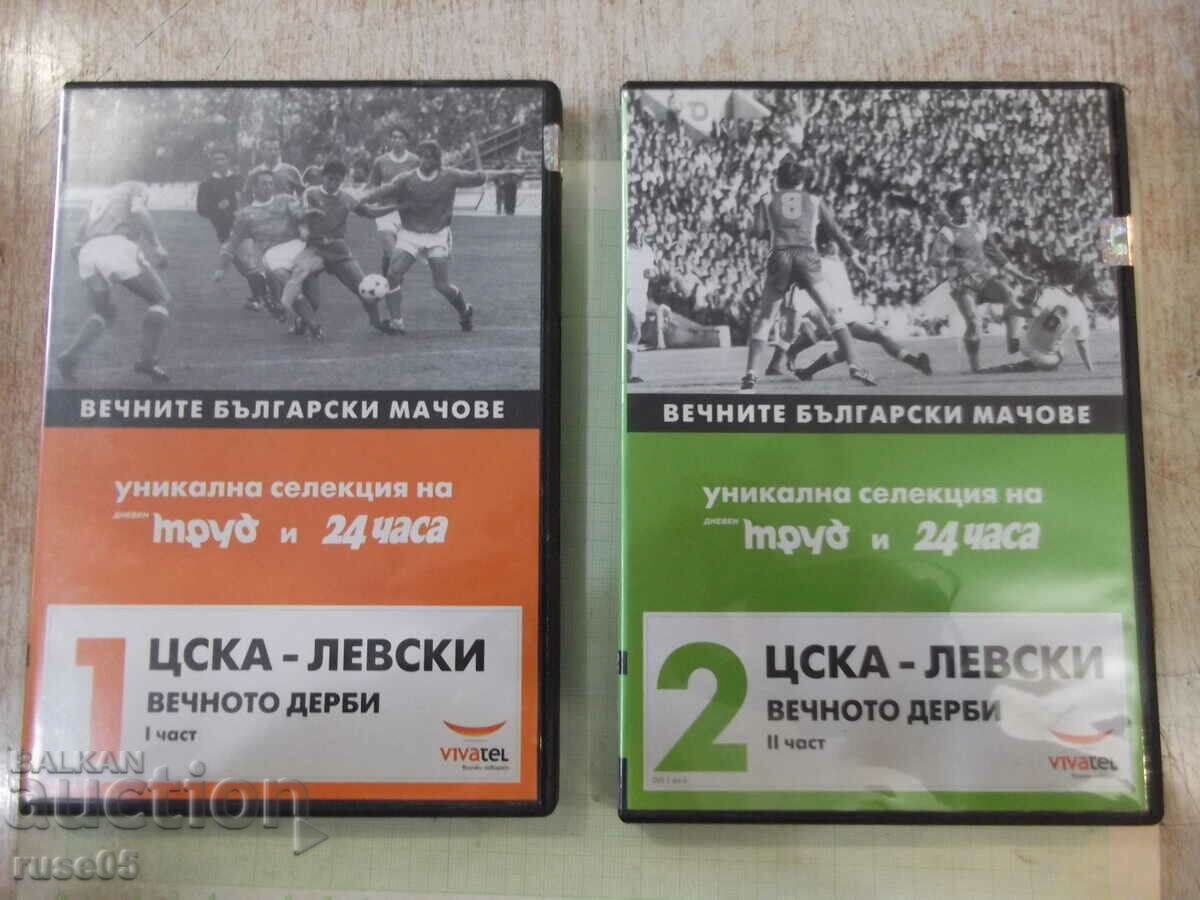 ВЕЧНИТЕ БЪЛГАРСКИ МАЧОВЕ
уникална селекция на
дневен труд и 24 часа
1
ЦСКА - ЛЕВСКИ
ВЕЧНОТО ДЕРБИ
I част
VIVATEL
8
6
ВЕЧНИТЕ БЪЛГАРСКИ МАЧОВЕ
уникална селекция на
дневен труд и 24 часа
2
ЦСКА - ЛЕВСКИ
ВЕЧНОТО ДЕРБИ
II част
VIVATEL
BALKAN
auction
ruse05